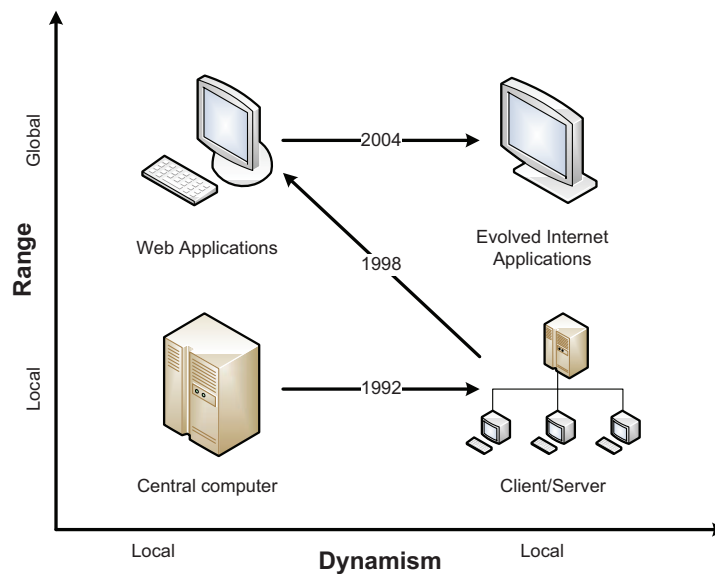 Global
2004
Web Applications
Evolved Internet
Applications
Range
1998
Local
1992
Central computer
Client/Server
Local
Local
Dynamism